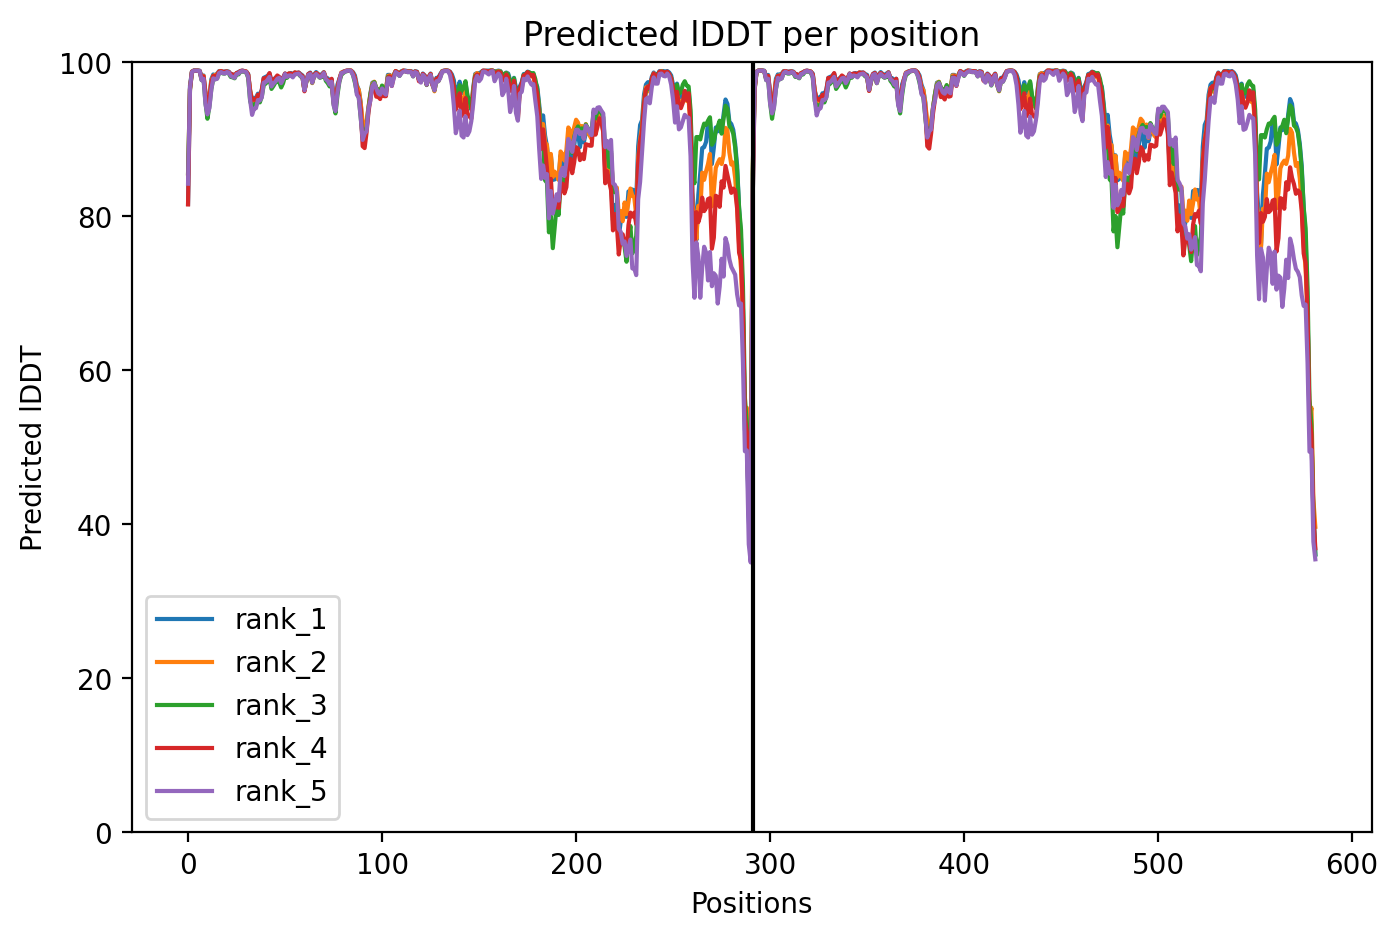 Predicted lDDT per position
100
80
60
40
20
0
Predicted lDDT
rank_1
rank_2
rank_3
rank_4
rank_5
0 100 200 300 400 500 600
Positions